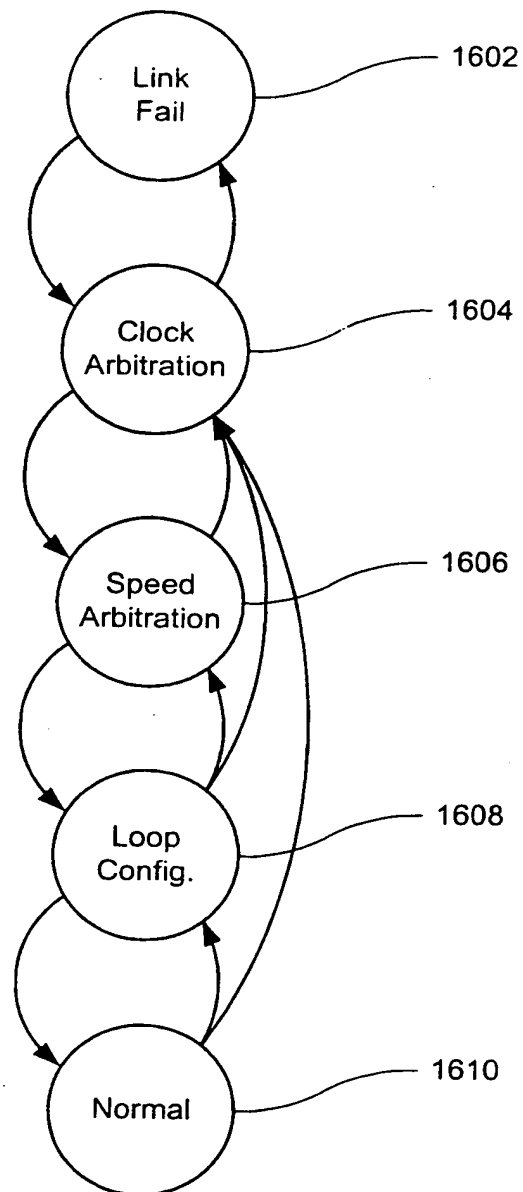 Link
Fail
1602
Clock
Arbitration
1604
Speed
Arbitration
1606
Loop
Config.
1608
Normal
1610